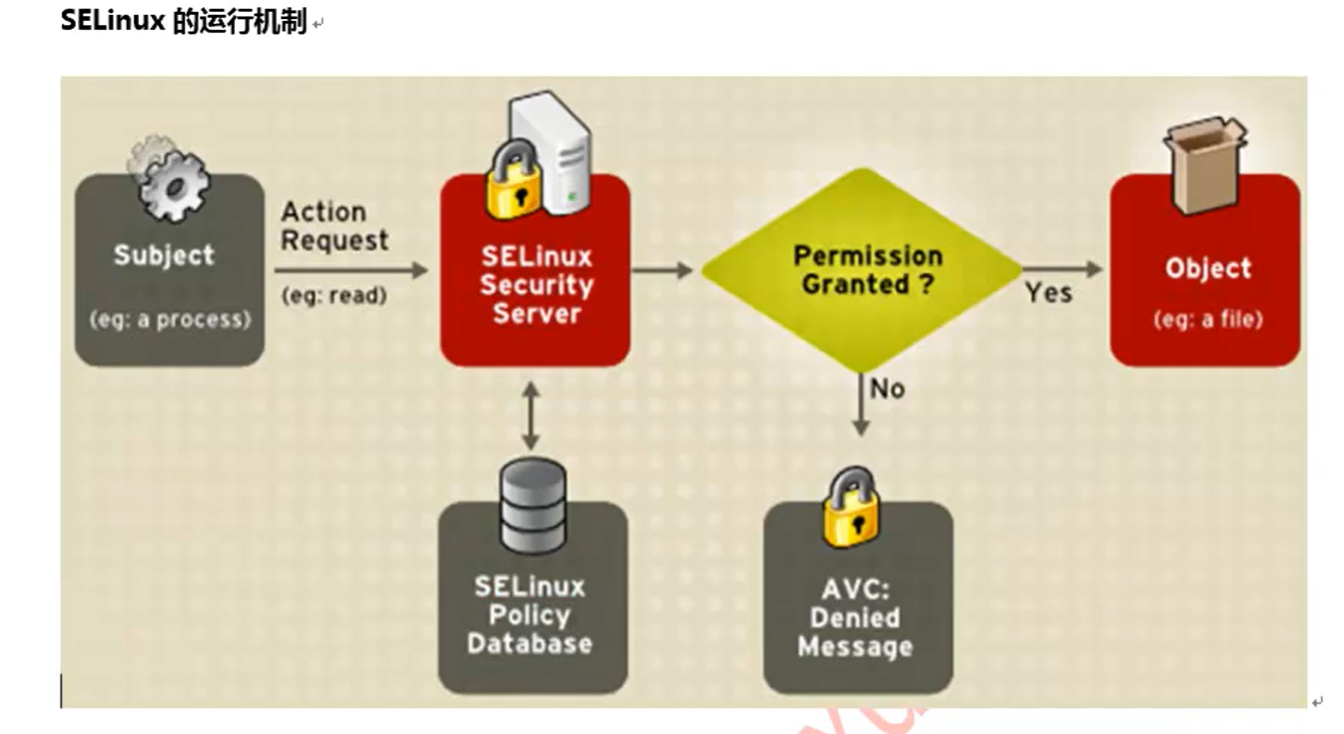 SELinux 的运行机制
Subject
(eg: a process)
Action
Request
(eg: read)
SELinux
Security
Server
Permission
Granted ?
Yes
Object
(eg: a file)
No
SELinux
Policy
Database
AVC:
Denied
Message